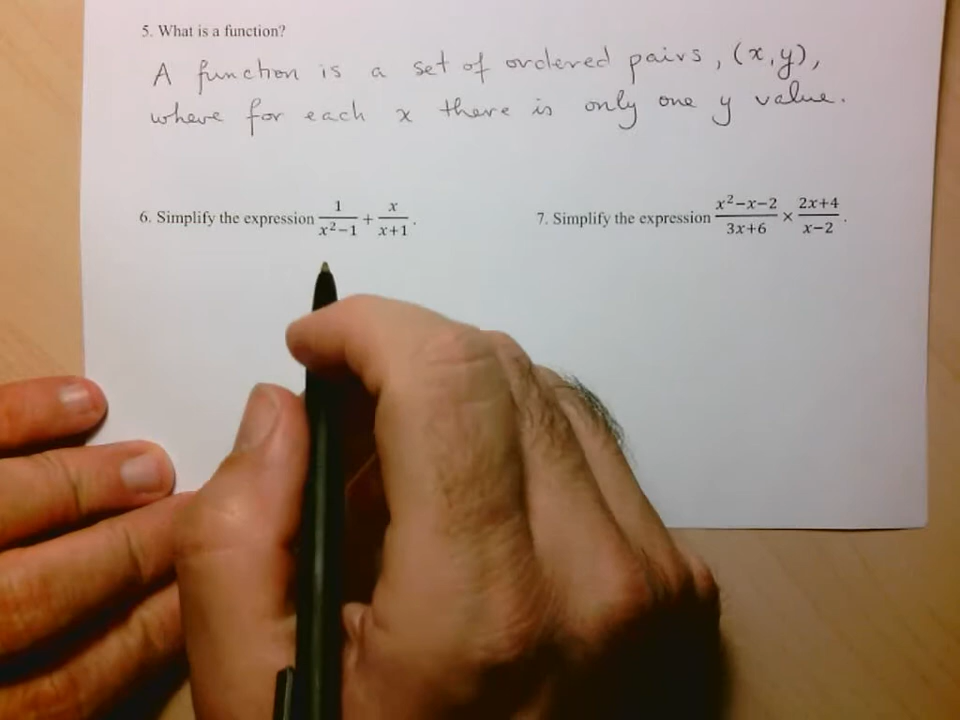 5. What is a function?
A function is a set of ordered pairs, (x,y),
where for each x there is only one y value.
6. Simplify the expression 1/(x²−1) + x/(x+1).
7. Simplify the expression (x²−x−2)/(3x+6) × (2x+4)/(x−2).